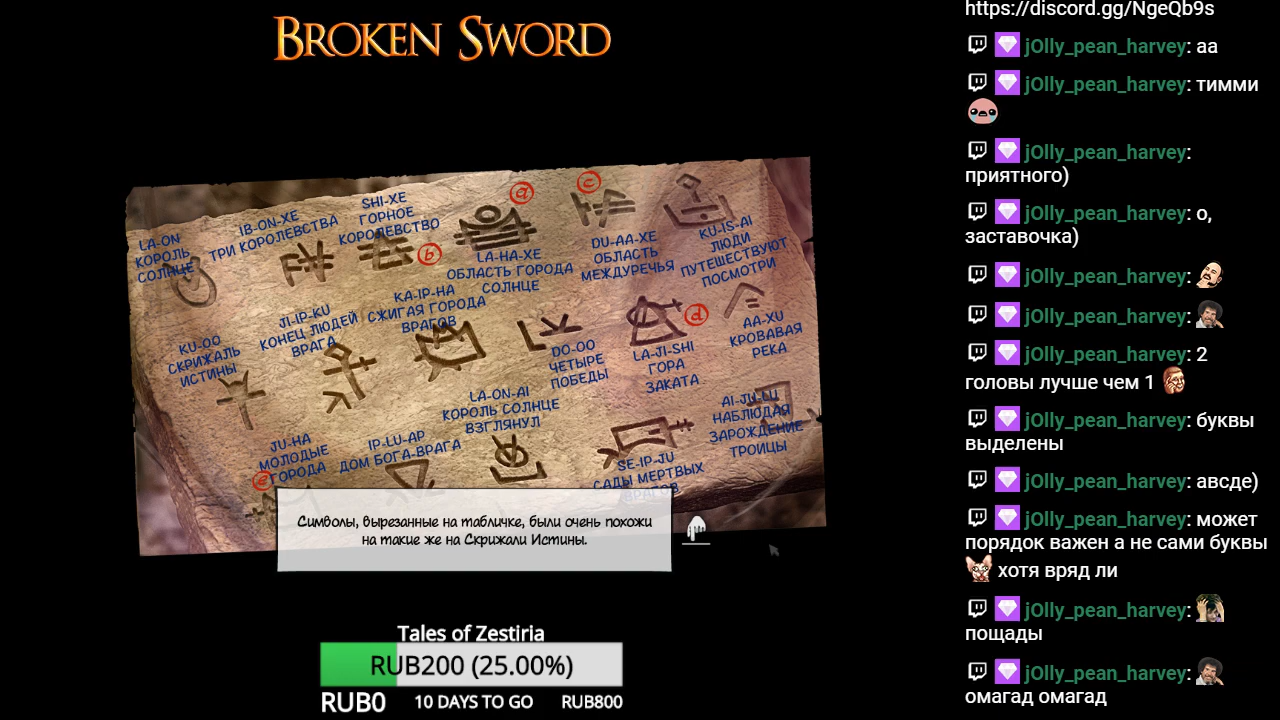 BROKEN SWORD
LA-ON
КОРОЛЬ
СОЛНЦЕ
IB-ON-XE
ТРИ КОРОЛЕВСТВА
SHI-XE
ГОРНОЕ
КОРОЛЕВСТВО
a
b
c
LA-HA-XE
ОБЛАСТЬ ГОРОДА
СОЛНЦЕ
DU-AA-XE
ОБЛАСТЬ
МЕЖДУРЕЧЬЯ
KU-IS-AI
ЛЮДИ
ПУТЕШЕСТВУЮТ
ПОСМОТРИ
KU-OO
СКРИЖАЛЬ
ИСТИНЫ
JI-IP-KU
КОНЕЦ ЛЮДЕЙ
ВРАГА
KA-IP-HA
СЖИГАЯ ГОРОДА
ВРАГОВ
DO-OO
ЧЕТЫРЕ
ПОБЕДЫ
d
LA-JI-SHI
ГОРА
ЗАКАТА
AA-XU
КРОВАВАЯ
РЕКА
JU-HA
МОЛОДЫЕ
ГОРОДА
e
IP-LU-AP
ДОМ БОГА-ВРАГА
LA-ON-AI
КОРОЛЬ СОЛНЦЕ
ВЗГЛЯНУЛ
SE-IP-JU
САДЫ МЕРТВЫХ
ВРАГОВ
AI-JU-LU
НАБЛЮДАЯ
ЗАРОЖДЕНИЕ
ТРОИЦЫ
Символы, вырезанные на табличке, были очень похожи
на такие же на Скрижали Истины.
Tales of Zestiria
RUB200 (25.00%)
RUB0 10 DAYS TO GO RUB800
https://discord.gg/NgeQb9s
jOlly_pean_harvey: аа
jOlly_pean_harvey: тимми
jOlly_pean_harvey:
приятного)
jOlly_pean_harvey: о,
заставочка)
jOlly_pean_harvey:
jOlly_pean_harvey:
jOlly_pean_harvey: 2
головы лучше чем 1
jOlly_pean_harvey: буквы
выделены
jOlly_pean_harvey: авсде)
jOlly_pean_harvey: может
порядок важен а не сами буквы
хотя вряд ли
jOlly_pean_harvey:
пощады
jOlly_pean_harvey:
омагад омагад